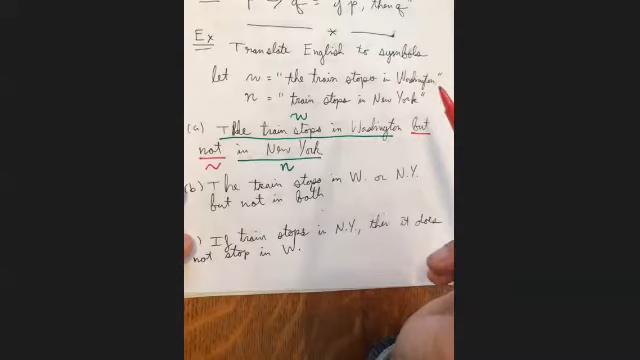 p → q = "if p, then q"
Ex Translate English to symbols
let w = "the train stops in Washington"
n = "train stops in New York"
w
(a) The train stops in Washington but
not in New York
~ n
(b) The train stops in W. or N.Y.
but not in both
) If train stops in N.Y, then it does
not stop in W.